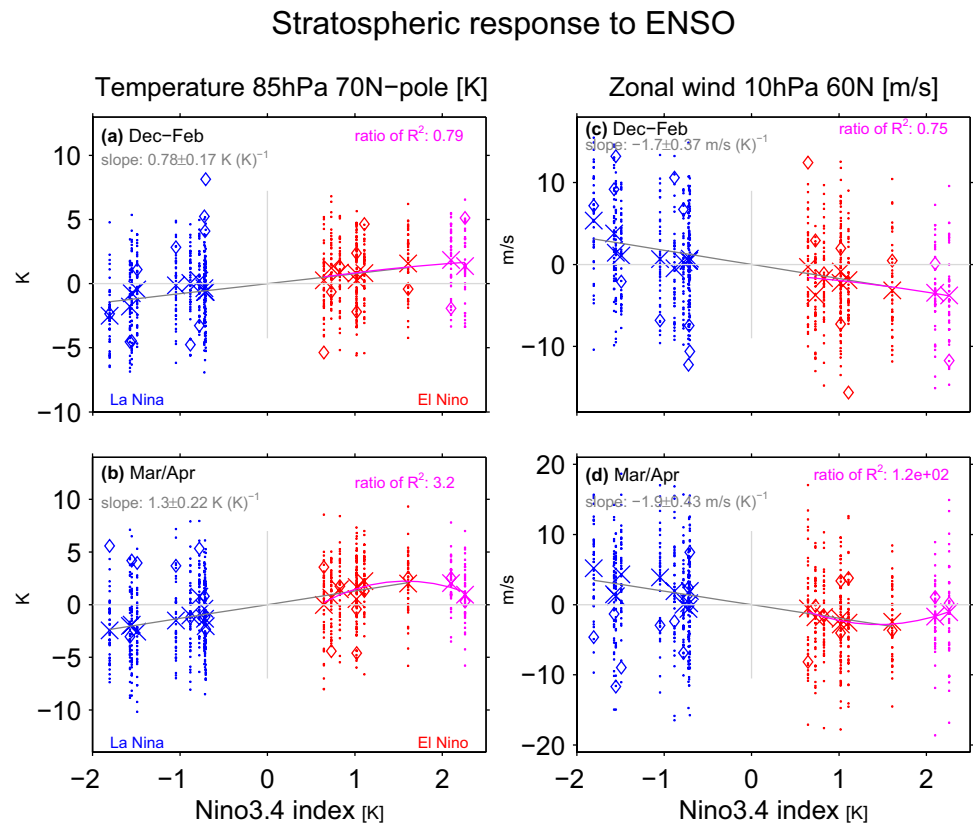 Stratospheric response to ENSO
Temperature 85hPa 70N−pole [K]
Zonal wind 10hPa 60N [m/s]
(a) Dec−Feb
ratio of R²: 0.79
slope: 0.78±0.17 K (K)⁻¹
10
5
0
−5
−10
K
La Nina
El Nino
(c) Dec−Feb
ratio of R²: 0.75
slope: −1.7±0.37 m/s (K)⁻¹
10
0
−10
m/s
(b) Mar/Apr
ratio of R²: 3.2
slope: 1.3±0.22 K (K)⁻¹
10
5
0
−5
−10
K
La Nina
El Nino
−2
−1
0
1
2
Nino3.4 index [K]
(d) Mar/Apr
ratio of R²: 1.2e+02
slope: −1.9±0.43 m/s (K)⁻¹
20
10
0
−10
−20
m/s
−2
−1
0
1
2
Nino3.4 index [K]